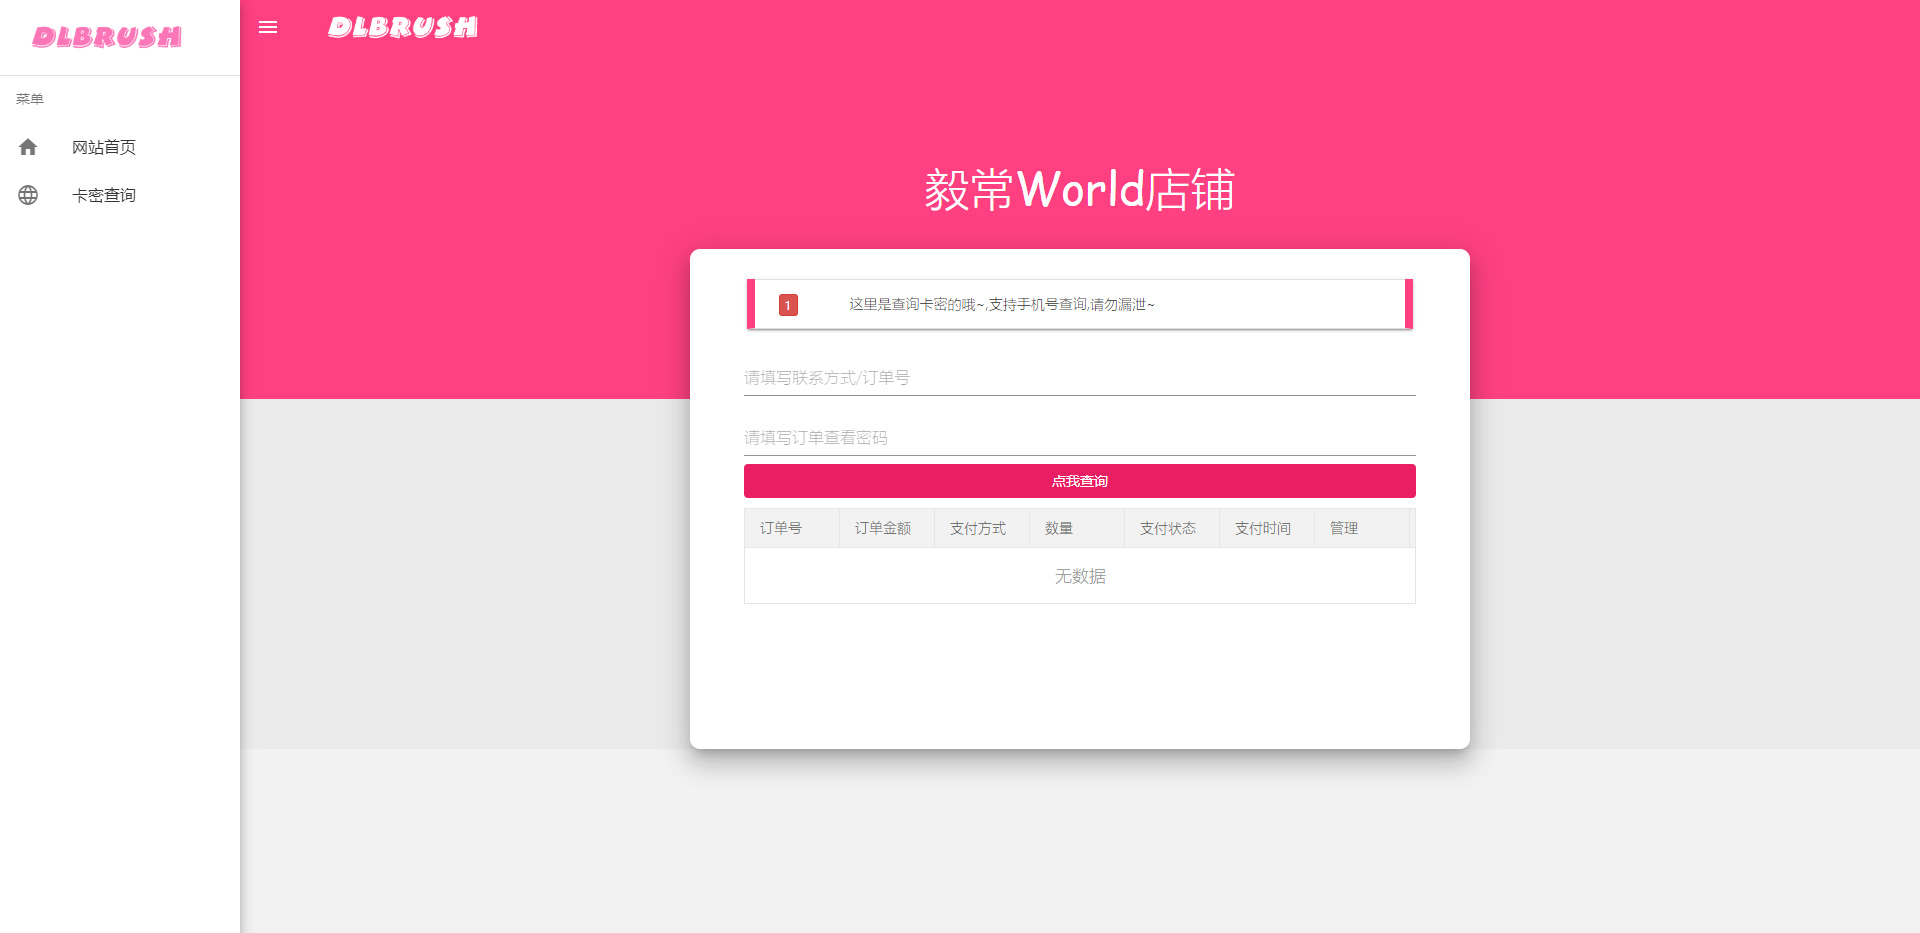 DLBRUSH
菜单
网站首页
卡密查询
DLBRUSH
毅常World店铺
1 这里是查询卡密的哦~,支持手机号查询,请勿漏泄~
请填写联系方式/订单号
请填写订单查看密码
点我查询
订单号 订单金额 支付方式 数量 支付状态 支付时间 管理
无数据